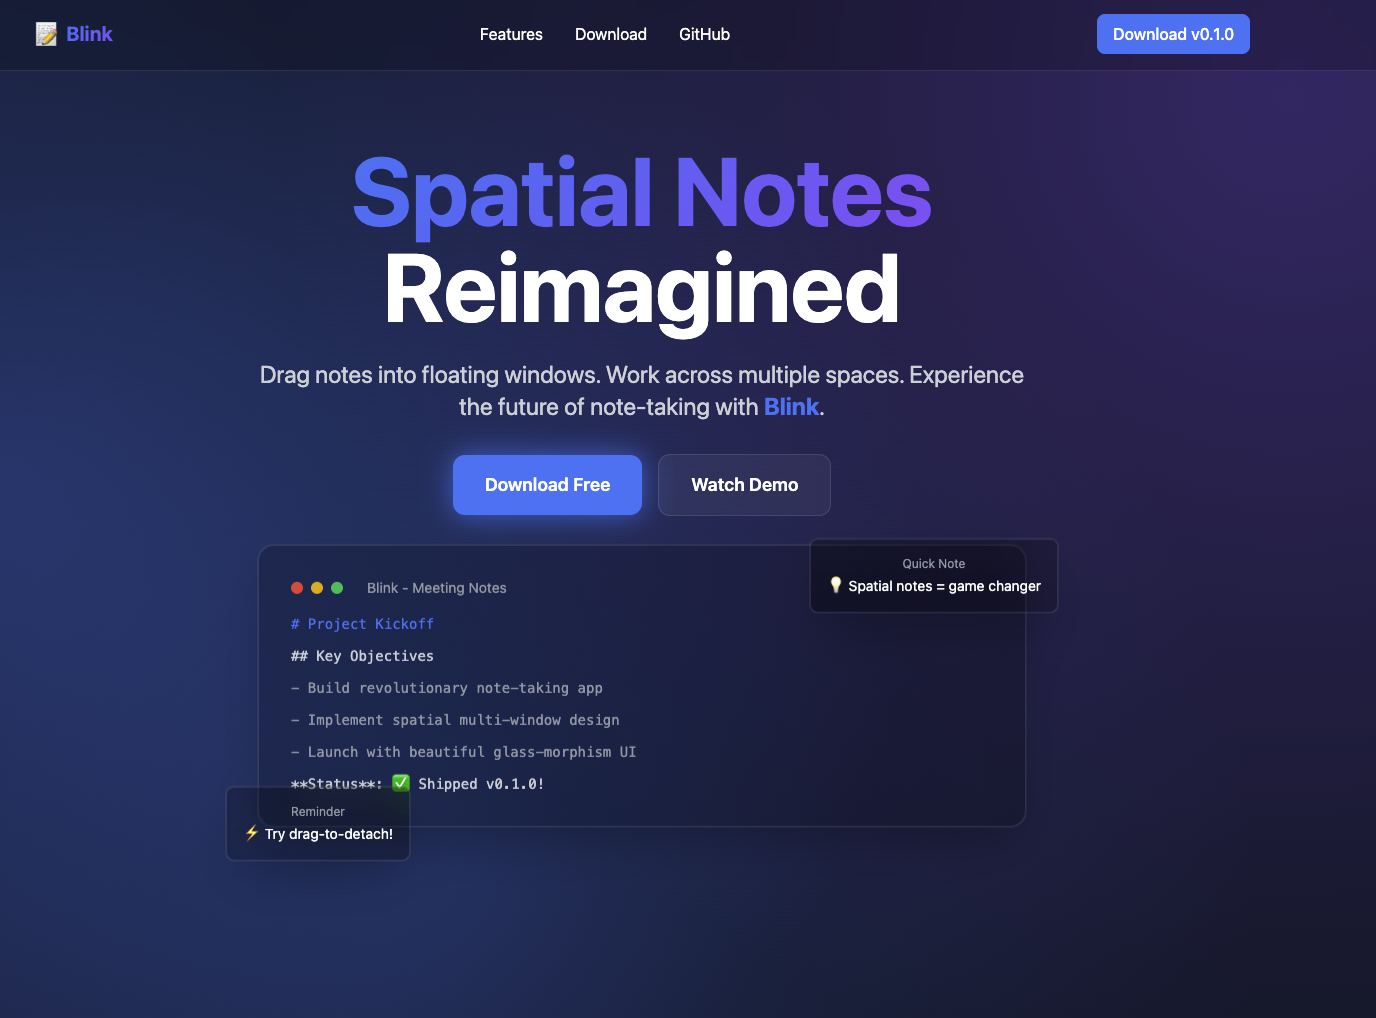 📝 Blink
Features
Download
GitHub
Download v0.1.0
Spatial Notes
Reimagined
Drag notes into floating windows. Work across multiple spaces. Experience
the future of note-taking with Blink.
Download Free
Watch Demo
Quick Note
💡 Spatial notes = game changer
Blink - Meeting Notes
# Project Kickoff
## Key Objectives
- Build revolutionary note-taking app
- Implement spatial multi-window design
- Launch with beautiful glass-morphism UI
**Status**: ✅ Shipped v0.1.0!
Reminder
⚡ Try drag-to-detach!